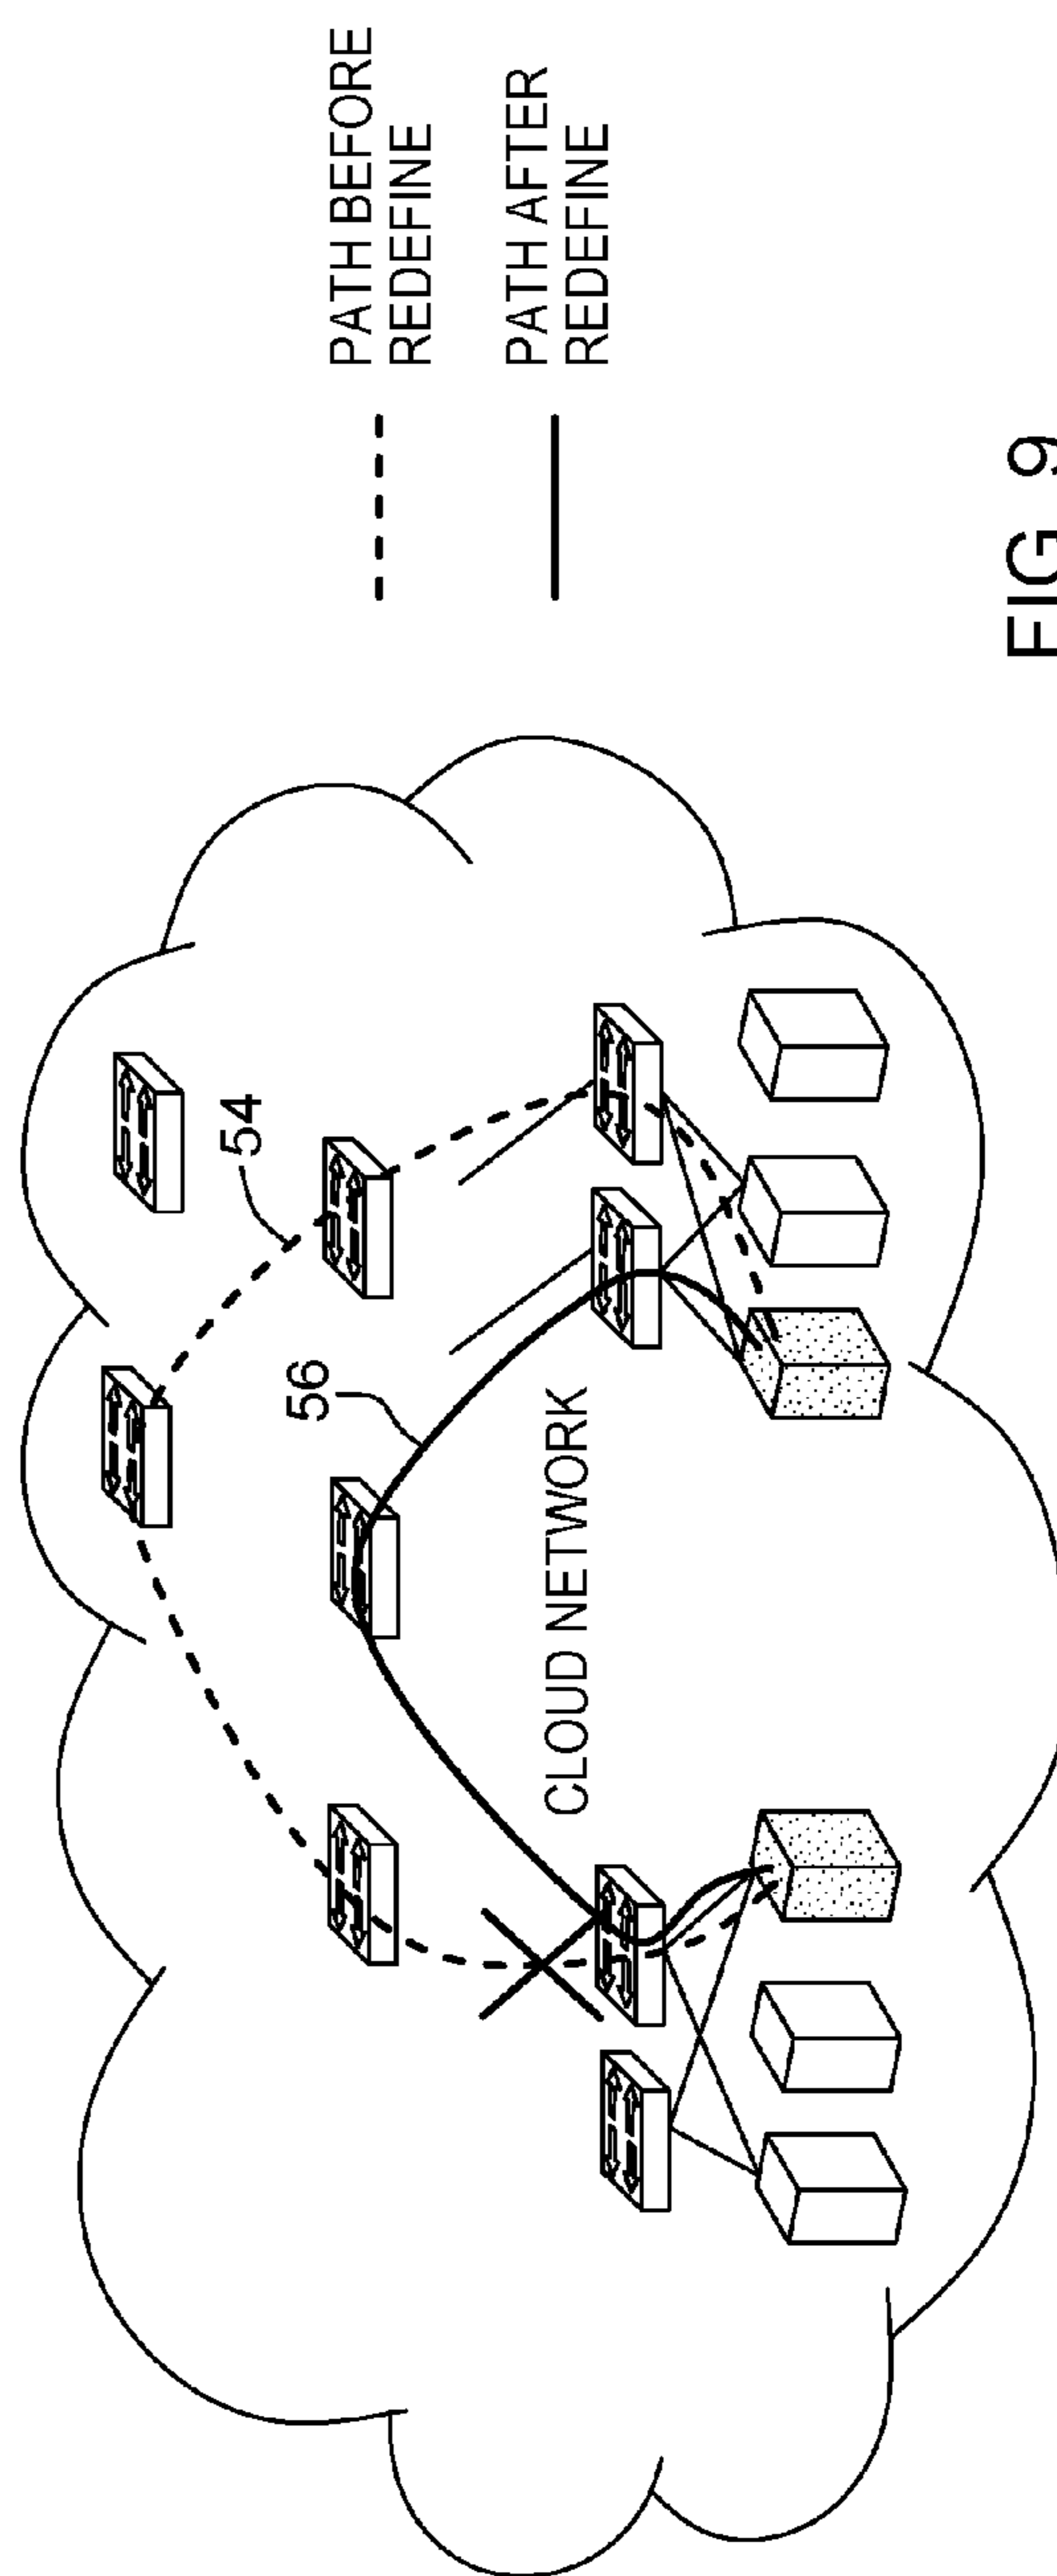 54
56
CLOUD NETWORK
PATH BEFORE
REDEFINE
PATH AFTER
REDEFINE
FIG 9